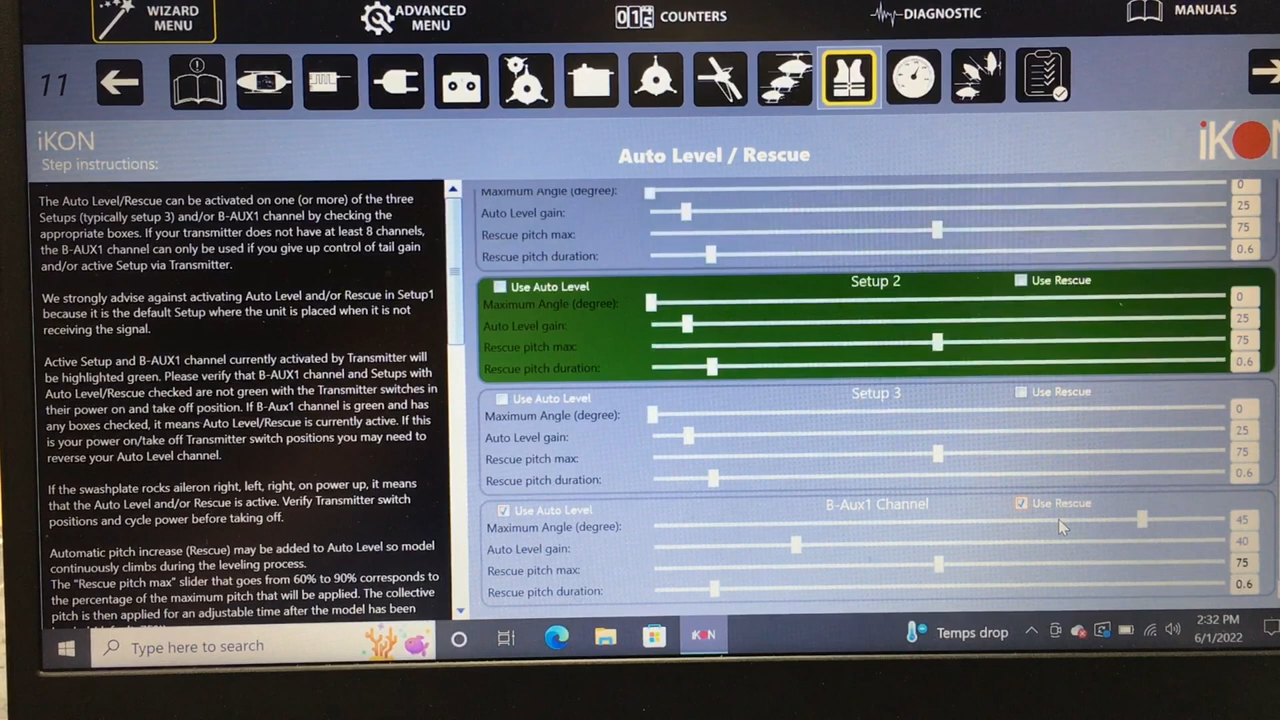 WIZARD
MENU
ADVANCED
MENU
COUNTERS
DIAGNOSTIC
MANUALS
11
iKON
Step instructions:
Auto Level / Rescue
iKON
The Auto Level/Rescue can be activated on one (or more) of the three
Setups (typically setup 3) and/or B-AUX1 channel by checking the
appropriate boxes. If your transmitter does not have at least 8 channels,
the B-AUX1 channel can only be used if you give up control of tail gain
and/or active Setup via Transmitter.
We strongly advise against activating Auto Level and/or Rescue in Setup1
because it is the default Setup where the unit is placed when it is not
receiving the signal.
Active Setup and B-AUX1 channel currently activated by Transmitter will
be highlighted green. Please verify that B-AUX1 channel and Setups with
Auto Level/Rescue checked are not green with the Transmitter switches in
their power on and take off position. If B-Aux1 channel is green and has
any boxes checked, it means Auto Level/Rescue is currently active. If this
is your power on/take off Transmitter switch positions you may need to
reverse your Auto Level channel.
If the swashplate rocks aileron right, left, right, on power up, it means
that the Auto Level and/or Rescue is active. Verify Transmitter switch
positions and cycle power before taking off.
Automatic pitch increase (Rescue) may be added to Auto Level so model
continuously climbs during the leveling process.
The "Rescue pitch max" slider that goes from 60% to 90% corresponds to
the percentage of the maximum pitch that will be applied. The collective
pitch is then applied for an adjustable time after the model has been
Maximum Angle (degree): 0
Auto Level gain: 25
Rescue pitch max: 75
Rescue pitch duration: 0.6
Use Auto Level Setup 2 Use Rescue
Maximum Angle (degree): 0
Auto Level gain: 25
Rescue pitch max: 75
Rescue pitch duration: 0.6
Use Auto Level Setup 3 Use Rescue
Maximum Angle (degree): 0
Auto Level gain: 25
Rescue pitch max: 75
Rescue pitch duration: 0.6
Use Auto Level B-Aux1 Channel Use Rescue
Maximum Angle (degree): 45
Auto Level gain: 40
Rescue pitch max: 75
Rescue pitch duration: 0.6
Type here to search
iKON
Temps drop
2:32 PM
6/1/2022